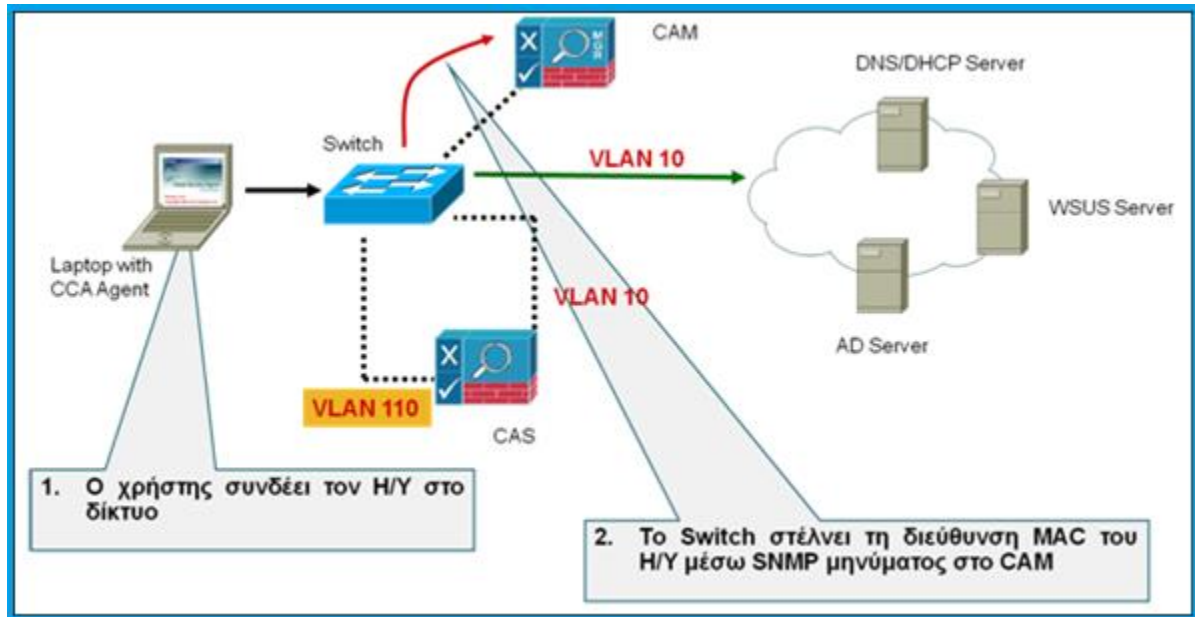 CAM
DNS/DHCP Server
Switch
VLAN 10
WSUS Server
Laptop with
CCA Agent
VLAN 10
AD Server
VLAN 110
CAS
1. Ο χρήστης συνδέει τον Η/Υ στο
δίκτυο
2. Το Switch στέλνει τη διεύθυνση MAC του
Η/Υ μέσω SNMP μηνύματος στο CAM